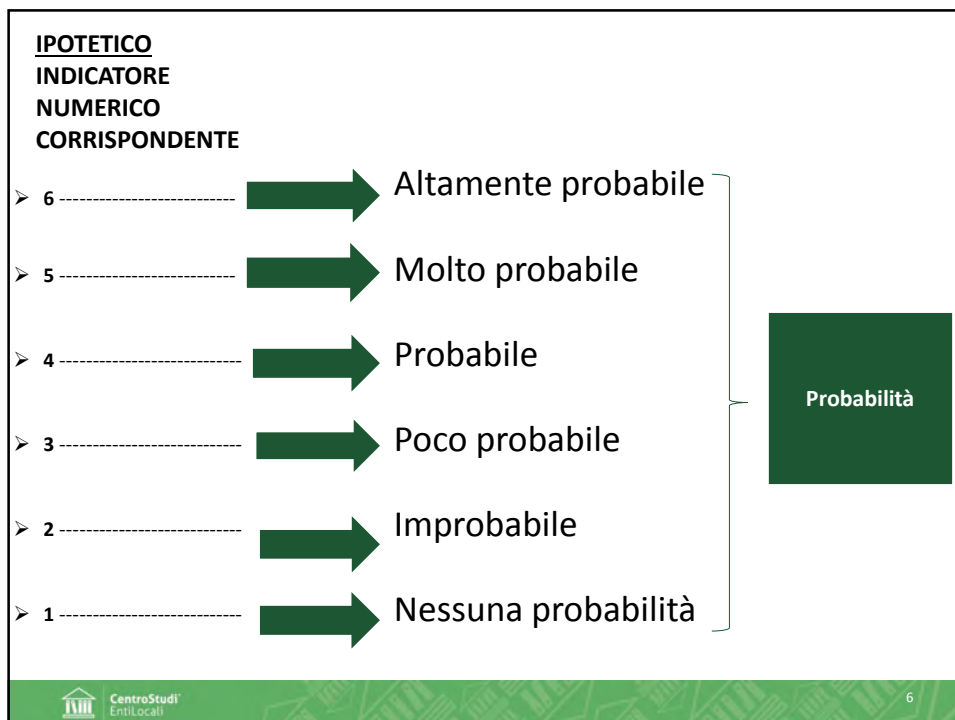 IPOTETICO
INDICATORE
NUMERICO
CORRISPONDENTE
➢ 6 --------------------------- Altamente probabile
➢ 5 --------------------------- Molto probabile
➢ 4 ---------------------------- Probabile
➢ 3 ---------------------------- Poco probabile
➢ 2 ---------------------------- Improbabile
➢ 1 ---------------------------- Nessuna probabilità
Probabilità
CentroStudi
EntiLocali
6